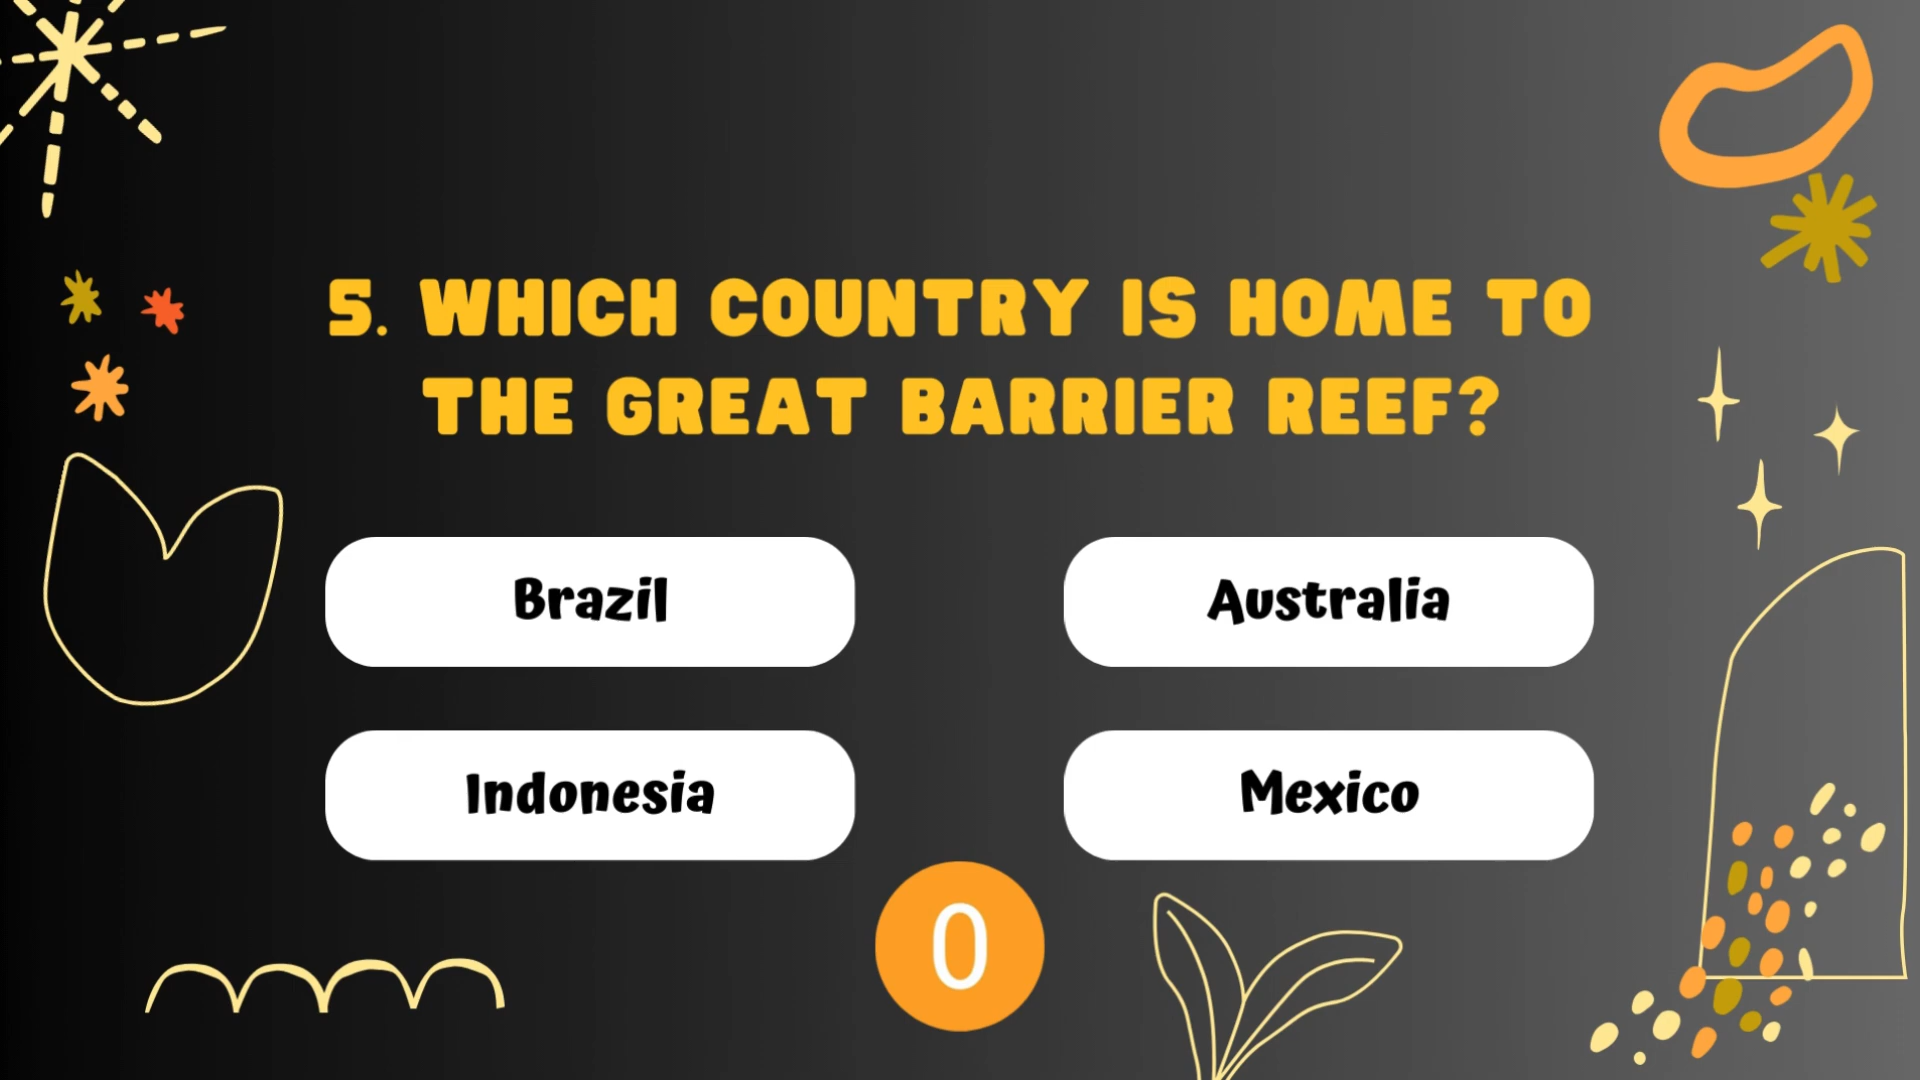 5. WHICH COUNTRY IS HOME TO
THE GREAT BARRIER REEF?
Brazil
Australia
Indonesia
Mexico
0